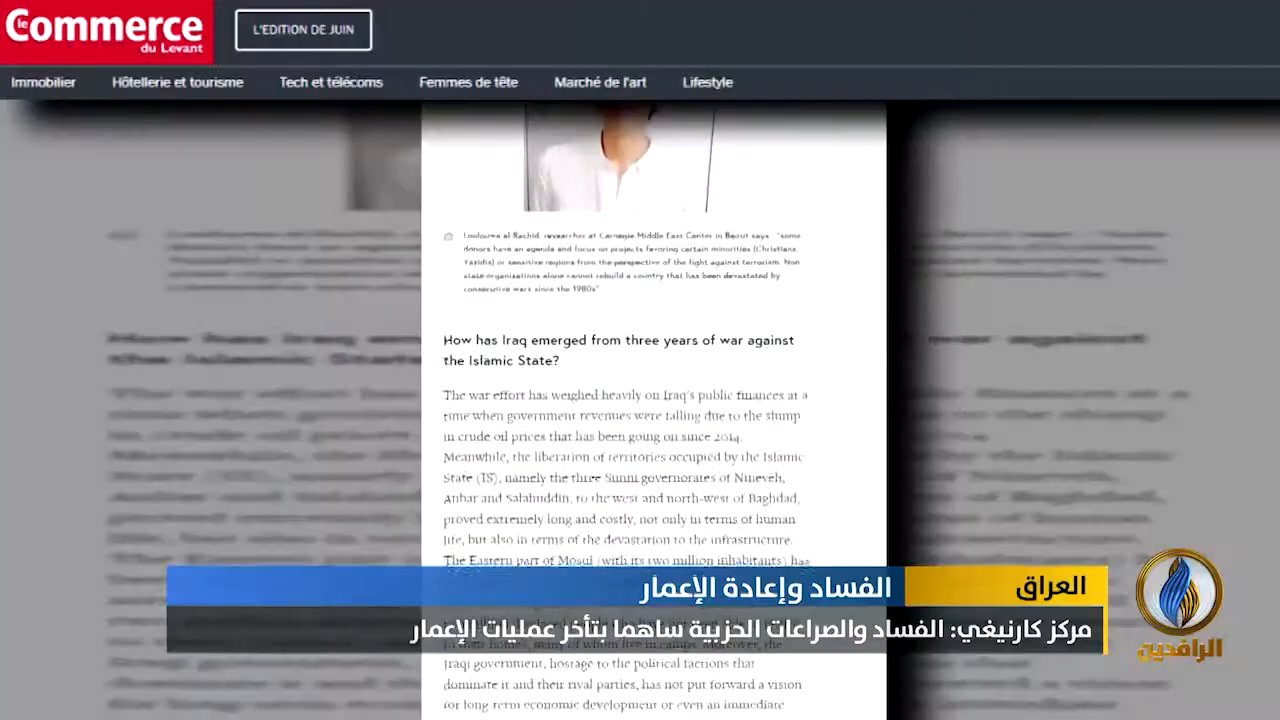 le
Commerce
du Levant
L'EDITION DE JUIN
Immobilier Hôtellerie et tourisme Tech et télécoms Femmes de tête Marché de l'art Lifestyle
Loulouwa al-Rachid, researcher at Carnegie Middle East Center in Beirut says "some
donors have an agenda and focus on projects favoring certain minorities (Christians,
Yazidis) or sensitive regions from the perspective of the fight against terrorism. Non
state organizations alone cannot rebuild a country that has been devastated by
consecutive wars since the 1980s"
How has Iraq emerged from three years of war against
the Islamic State?
The war effort has weighed heavily on Iraq's public finances at a
time when government revenues were falling due to the slump
in crude oil prices that has been going on since 2014.
Meanwhile, the liberation of territories occupied by the Islamic
State (IS), namely the three Sunni governorates of Nineveh,
Anbar and Salahuddin, to the west and north-west of Baghdad,
proved extremely long and costly, not only in terms of human
life, but also in terms of the devastation to the infrastructure.
The Eastern part of Mosul (with its two million inhabitants) has
العراق
الفساد وإعادة الإعمار
مركز كارنيغي: الفساد والصراعات الحزبية ساهما بتأخر عمليات الإعمار
الرافدين
in their homes, many of whom live in camps. Moreover, the
Iraqi government, hostage to the political factions that
dominate it and their rival parties, has not put forward a vision
for long term economic development or even an immediate